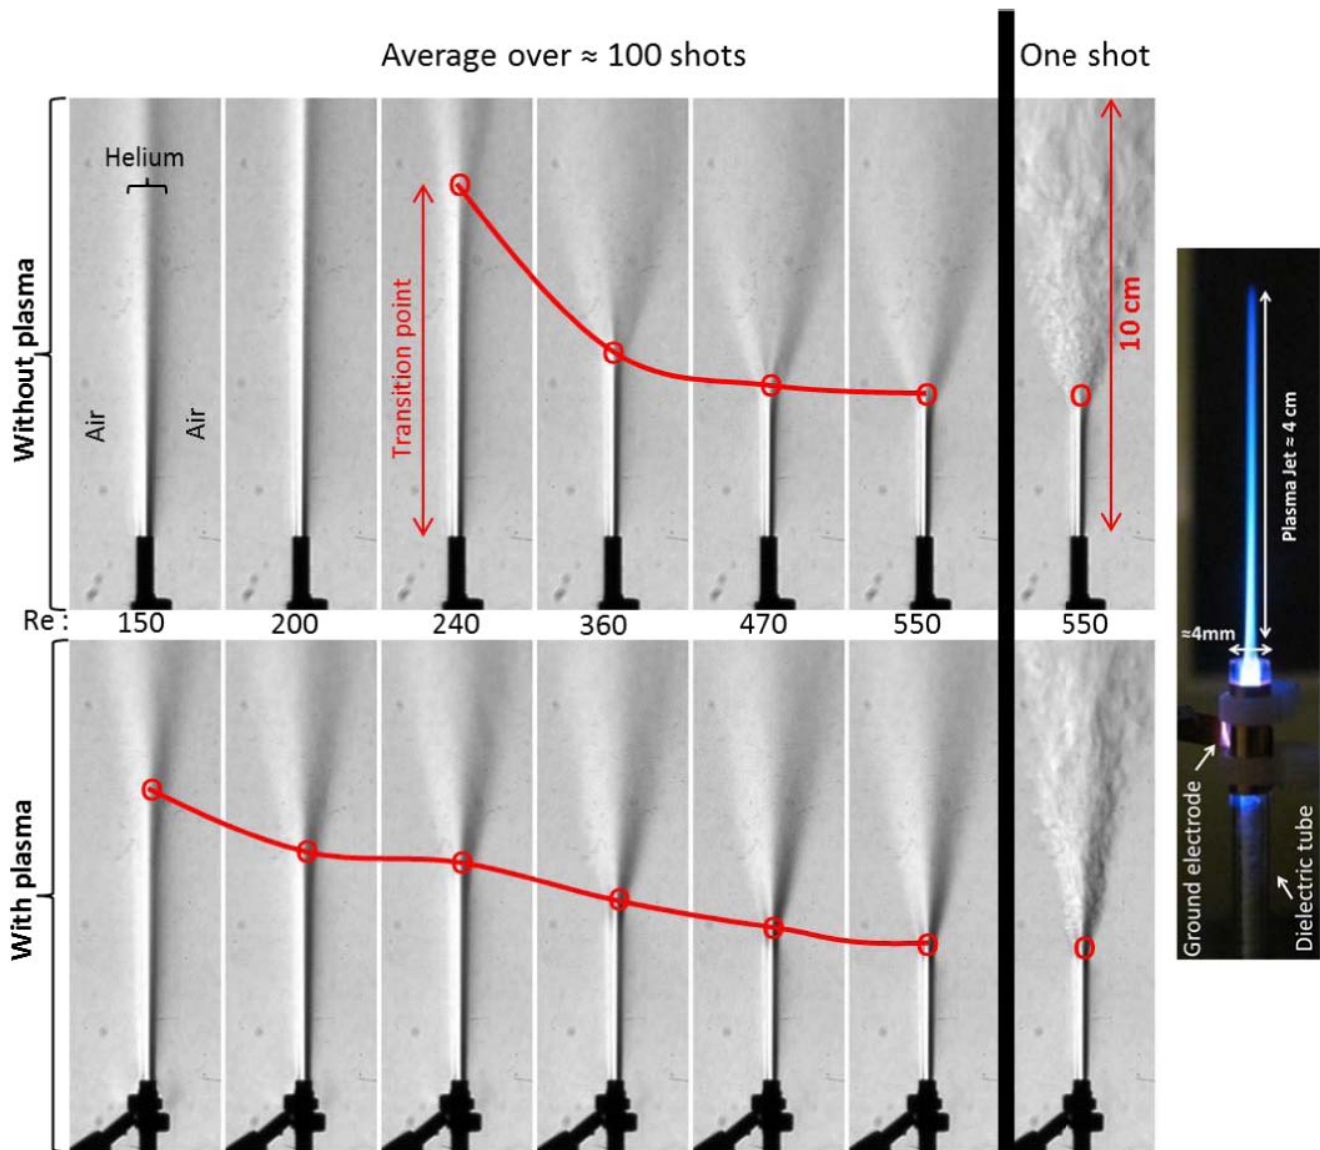 Average over ≈ 100 shots
One shot
Without plasma
Helium
Air
Air
Transition point
10 cm
Re :
150
200
240
360
470
550
550
With plasma
Plasma Jet ≈ 4 cm
≈4mm
Ground electrode
Dielectric tube